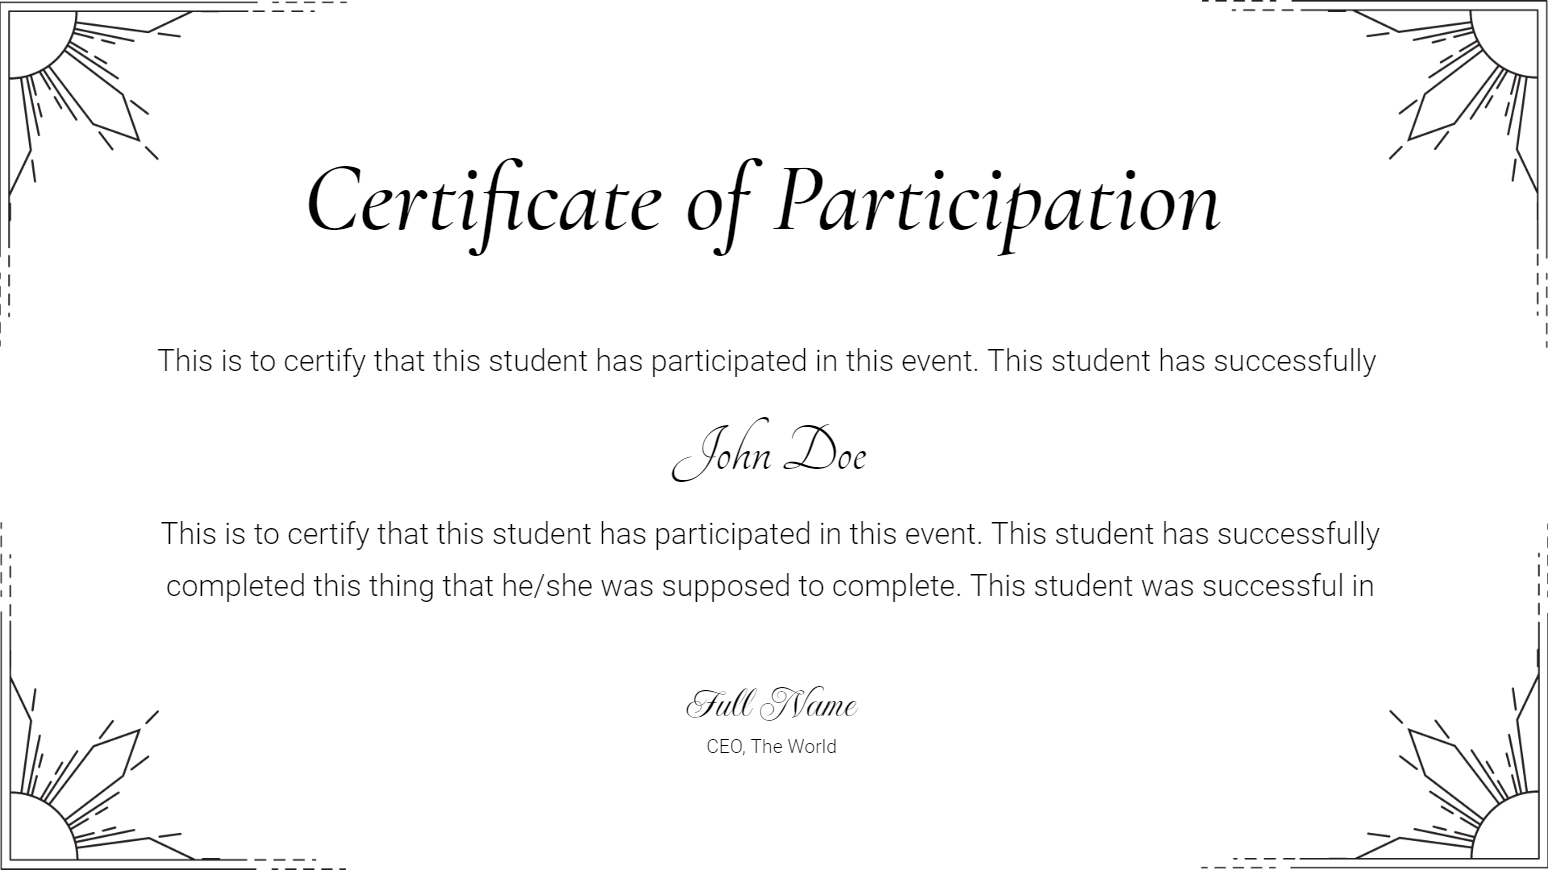 Certificate of Participation
This is to certify that this student has participated in this event. This student has successfully
John Doe
This is to certify that this student has participated in this event. This student has successfully
completed this thing that he/she was supposed to complete. This student was successful in
Full Name
CEO, The World